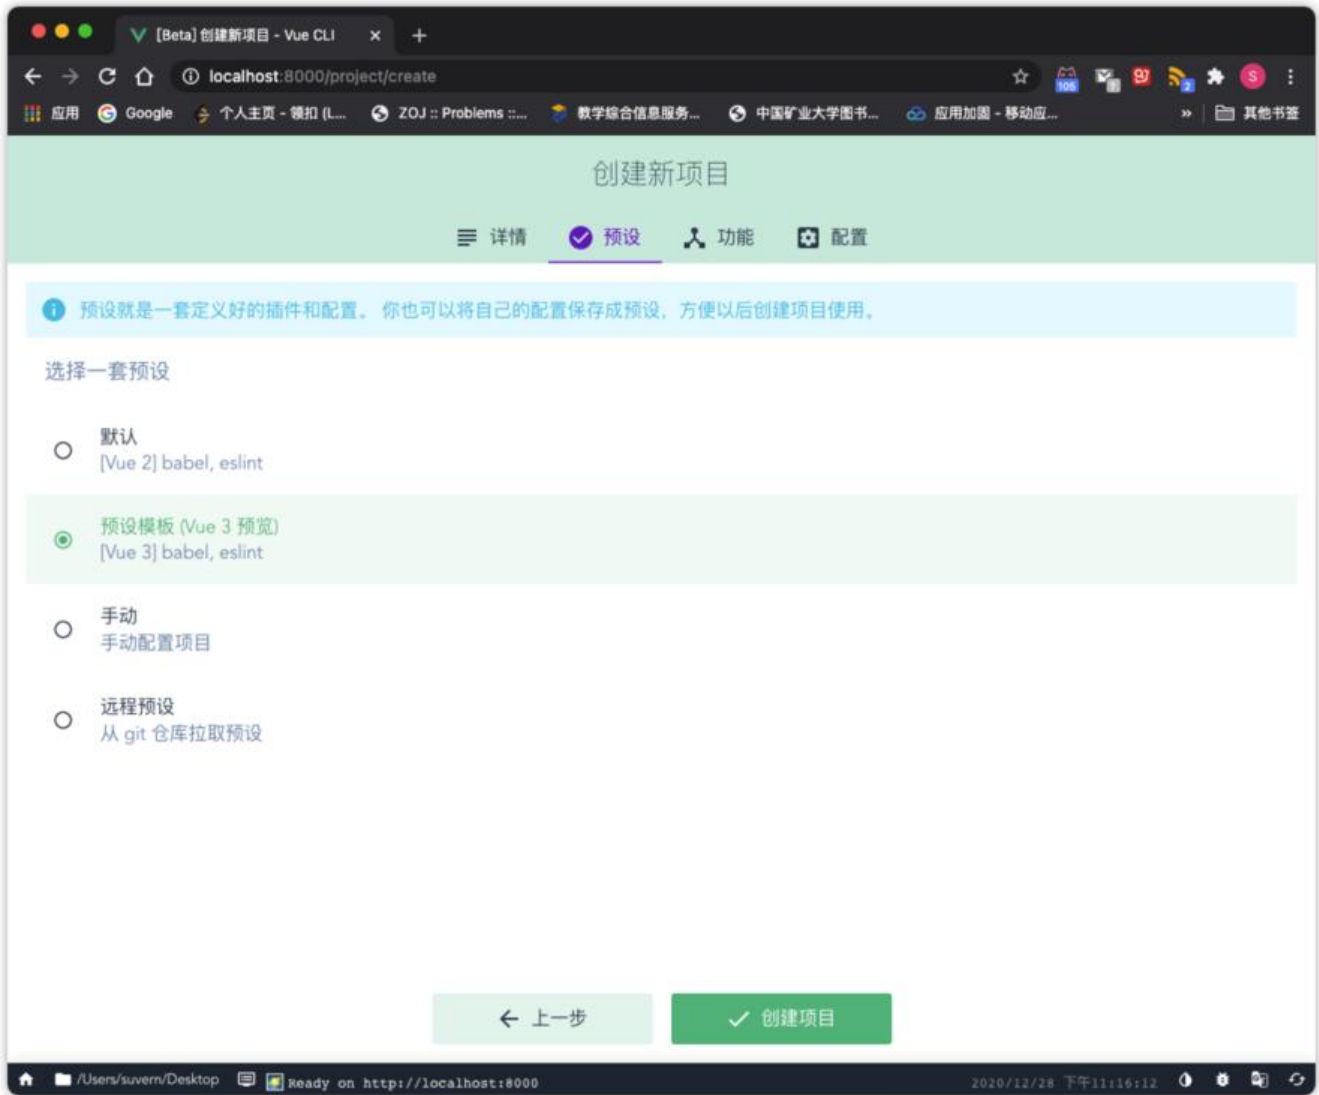 [Beta] 创建新项目 - Vue CLI
localhost:8000/project/create
105
2
S
应用
Google
个人主页 - 领扣 (L...
ZOJ :: Problems ::...
教学综合信息服务...
中国矿业大学图书...
应用加固 - 移动应...
»
其他书签
创建新项目
详情
预设
功能
配置
预设就是一套定义好的插件和配置。 你也可以将自己的配置保存成预设，方便以后创建项目使用。
选择一套预设
默认
[Vue 2] babel, eslint
预设模板 (Vue 3 预览)
[Vue 3] babel, eslint
手动
手动配置项目
远程预设
从 git 仓库拉取预设
上一步
创建项目
/Users/suvern/Desktop
Ready on http://localhost:8000
2020/12/28 下午11:16:12